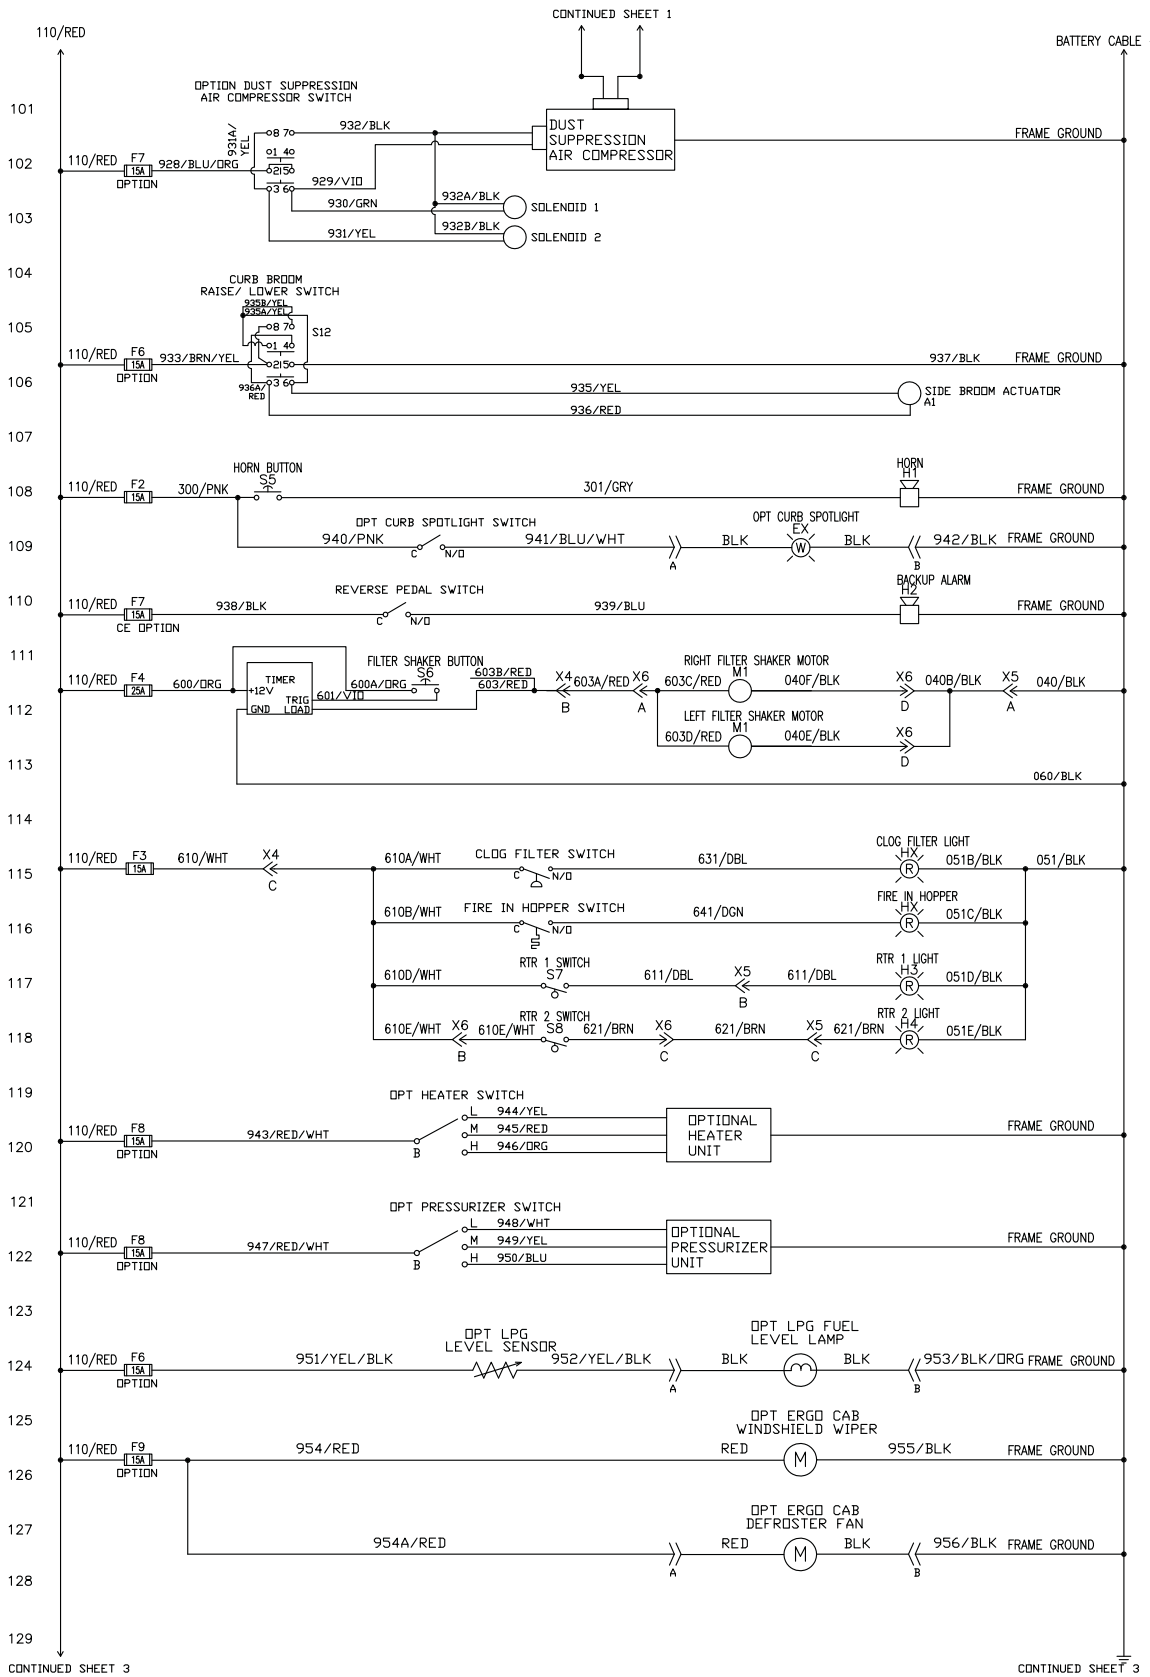 CONTINUED SHEET 1
110/RED
BATTERY CABLE
OPTION DUST SUPPRESSION
AIR COMPRESSOR SWITCH
101
931A/
YEL
8 7
932/BLK
DUST
SUPPRESSION
AIR COMPRESSOR
FRAME GROUND
1 4
102
110/RED
F7
15A
OPTION
928/BLU/ORG
2 5
3 6
929/VIO
930/GRN
932A/BLK
SOLENOID 1
103
931/YEL
932B/BLK
SOLENOID 2
104
CURB BROOM
RAISE/ LOWER SWITCH
935B/YEL
935A/YEL
105
8 7
S12
1 4
110/RED
F6
15A
OPTION
933/BRN/YEL
2 5
937/BLK
FRAME GROUND
106
3 6
936A/
RED
935/YEL
936/RED
SIDE BROOM ACTUATOR
A1
107
HORN BUTTON
S5
HORN
H1
108
110/RED
F2
15A
300/PNK
301/GRY
FRAME GROUND
OPT CURB SPOTLIGHT SWITCH
OPT CURB SPOTLIGHT
EX
109
940/PNK
C
N/O
941/BLU/WHT
A
BLK
W
BLK
B
942/BLK
FRAME GROUND
REVERSE PEDAL SWITCH
BACKUP ALARM
H2
110
110/RED
F7
15A
CE OPTION
938/BLK
C
N/O
939/BLU
FRAME GROUND
111
FILTER SHAKER BUTTON
S6
RIGHT FILTER SHAKER MOTOR
M1
110/RED
F4
25A
600/ORG
TIMER
+12V
TRIG
GND
LOAD
600A/ORG
601/VIO
603B/RED
603/RED
X4
B
603A/RED
X6
A
603C/RED
040F/BLK
X6
D
040B/BLK
X5
A
040/BLK
112
LEFT FILTER SHAKER MOTOR
M1
603D/RED
040E/BLK
X6
D
113
060/BLK
114
110/RED
F3
15A
610/WHT
X4
C
610A/WHT
CLOG FILTER SWITCH
C
N/O
631/DBL
CLOG FILTER LIGHT
HX
R
051B/BLK
051/BLK
115
610B/WHT
FIRE IN HOPPER SWITCH
C
N/O
641/DGN
FIRE IN HOPPER
HX
R
051C/BLK
116
610D/WHT
RTR 1 SWITCH
S7
611/DBL
X5
B
611/DBL
RTR 1 LIGHT
H3
R
051D/BLK
117
610E/WHT
X6
B
610E/WHT
RTR 2 SWITCH
S8
621/BRN
X6
C
621/BRN
X5
C
621/BRN
RTR 2 LIGHT
H4
R
051E/BLK
118
119
OPT HEATER SWITCH
110/RED
F8
15A
OPTION
943/RED/WHT
B
L
M
H
944/YEL
945/RED
946/ORG
OPTIONAL
HEATER
UNIT
FRAME GROUND
120
121
OPT PRESSURIZER SWITCH
110/RED
F8
15A
OPTION
947/RED/WHT
B
L
M
H
948/WHT
949/YEL
950/BLU
OPTIONAL
PRESSURIZER
UNIT
FRAME GROUND
122
123
OPT LPG
LEVEL SENSOR
OPT LPG FUEL
LEVEL LAMP
124
110/RED
F6
15A
OPTION
951/YEL/BLK
952/YEL/BLK
A
BLK
BLK
B
953/BLK/ORG
FRAME GROUND
125
OPT ERGO CAB
WINDSHIELD WIPER
110/RED
F9
15A
OPTION
954/RED
RED
M
955/BLK
FRAME GROUND
126
OPT ERGO CAB
DEFROSTER FAN
127
954A/RED
A
RED
M
BLK
B
956/BLK
FRAME GROUND
128
129
CONTINUED SHEET 3
CONTINUED SHEET 3